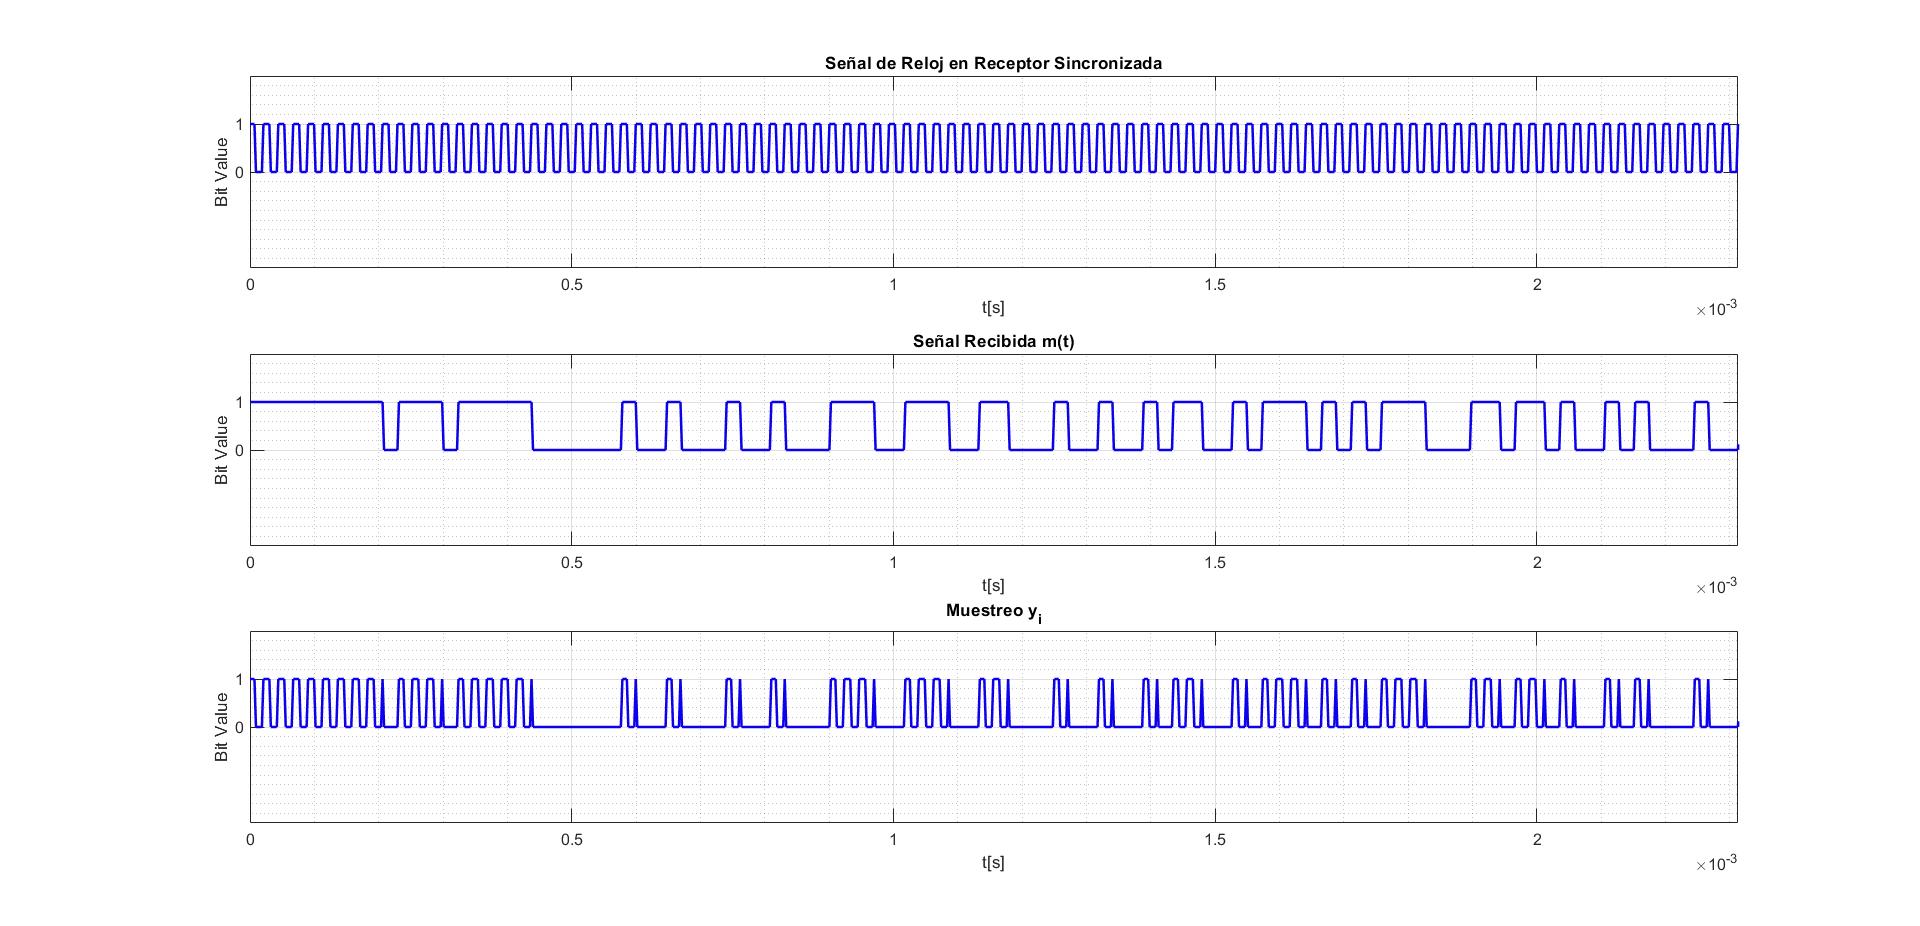 Señal de Reloj en Receptor Sincronizada
Bit Value
1
0
0 0.5 1 1.5 2
t[s]
×10-3
Señal Recibida m(t)
Bit Value
1
0
0 0.5 1 1.5 2
t[s]
×10-3
Muestreo yi
Bit Value
1
0
0 0.5 1 1.5 2
t[s]
×10-3